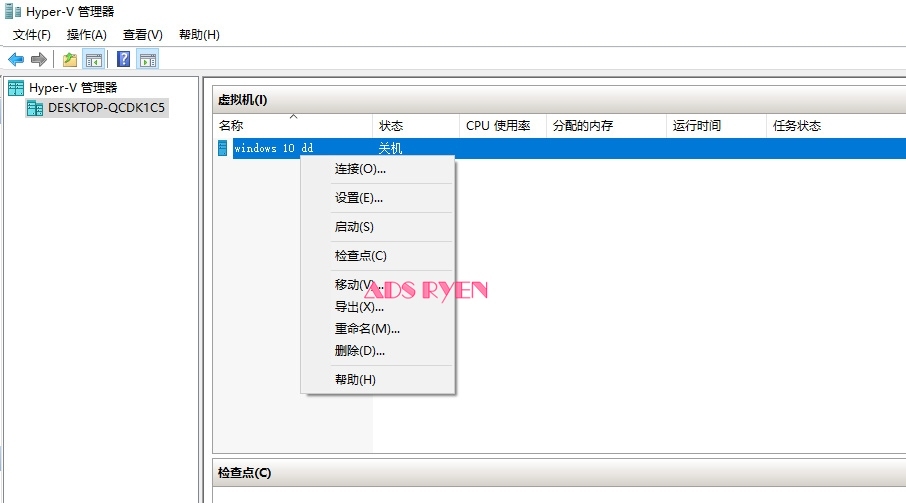 Hyper-V 管理器
文件(F) 操作(A) 查看(V) 帮助(H)
Hyper-V 管理器
DESKTOP-QCDK1C5
虚拟机(I)
名称 状态 CPU 使用率 分配的内存 运行时间 任务状态
windows 10 dd 关机
连接(O)...
设置(E)...
启动(S)
检查点(C)
移动(V)...
ADS RYEN
导出(X)...
重命名(M)...
删除(D)...
帮助(H)
检查点(C)